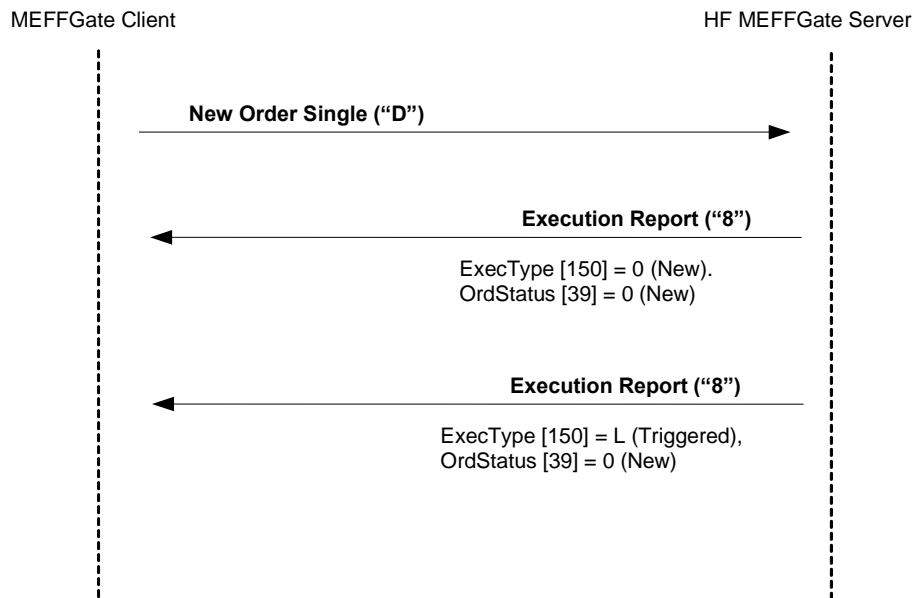 MEFFGate Client
HF MEFFGate Server
New Order Single (“D”)
Execution Report (“8”)
ExecType [150] = 0 (New).
OrdStatus [39] = 0 (New)
Execution Report (“8”)
ExecType [150] = L (Triggered),
OrdStatus [39] = 0 (New)